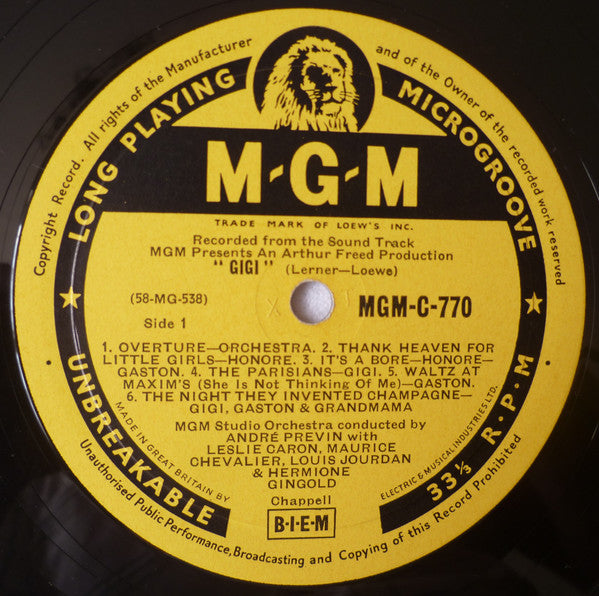 Copyright Record. All rights of the Manufacturer and of the Owner of the recorded work reserved
LONG PLAYING MICROGROOVE
M-G-M
TRADE MARK OF LOEW'S INC.
Recorded from the Sound Track
MGM Presents An Arthur Freed Production
"GIGI" (Lerner—Loewe)
(58-MG-538)
MGM-C-770
Side 1
1. OVERTURE—ORCHESTRA. 2. THANK HEAVEN FOR
LITTLE GIRLS—HONORE. 3. IT'S A BORE—HONORE—
GASTON. 4. THE PARISIANS—GIGI. 5. WALTZ AT
MAXIM'S (She Is Not Thinking Of Me)—GASTON.
6. THE NIGHT THEY INVENTED CHAMPAGNE—
GIGI, GASTON & GRANDMAMA
MGM Studio Orchestra conducted by
ANDRÉ PREVIN with
LESLIE CARON, MAURICE
CHEVALIER, LOUIS JOURDAN
& HERMIONE
GINGOLD
Chappell
B·I·E·M
UNBREAKABLE
33⅓ R·P·M
MADE IN GREAT BRITAIN BY
ELECTRIC & MUSICAL INDUSTRIES LTD.
Unauthorised Public Performance, Broadcasting and Copying of this Record Prohibited